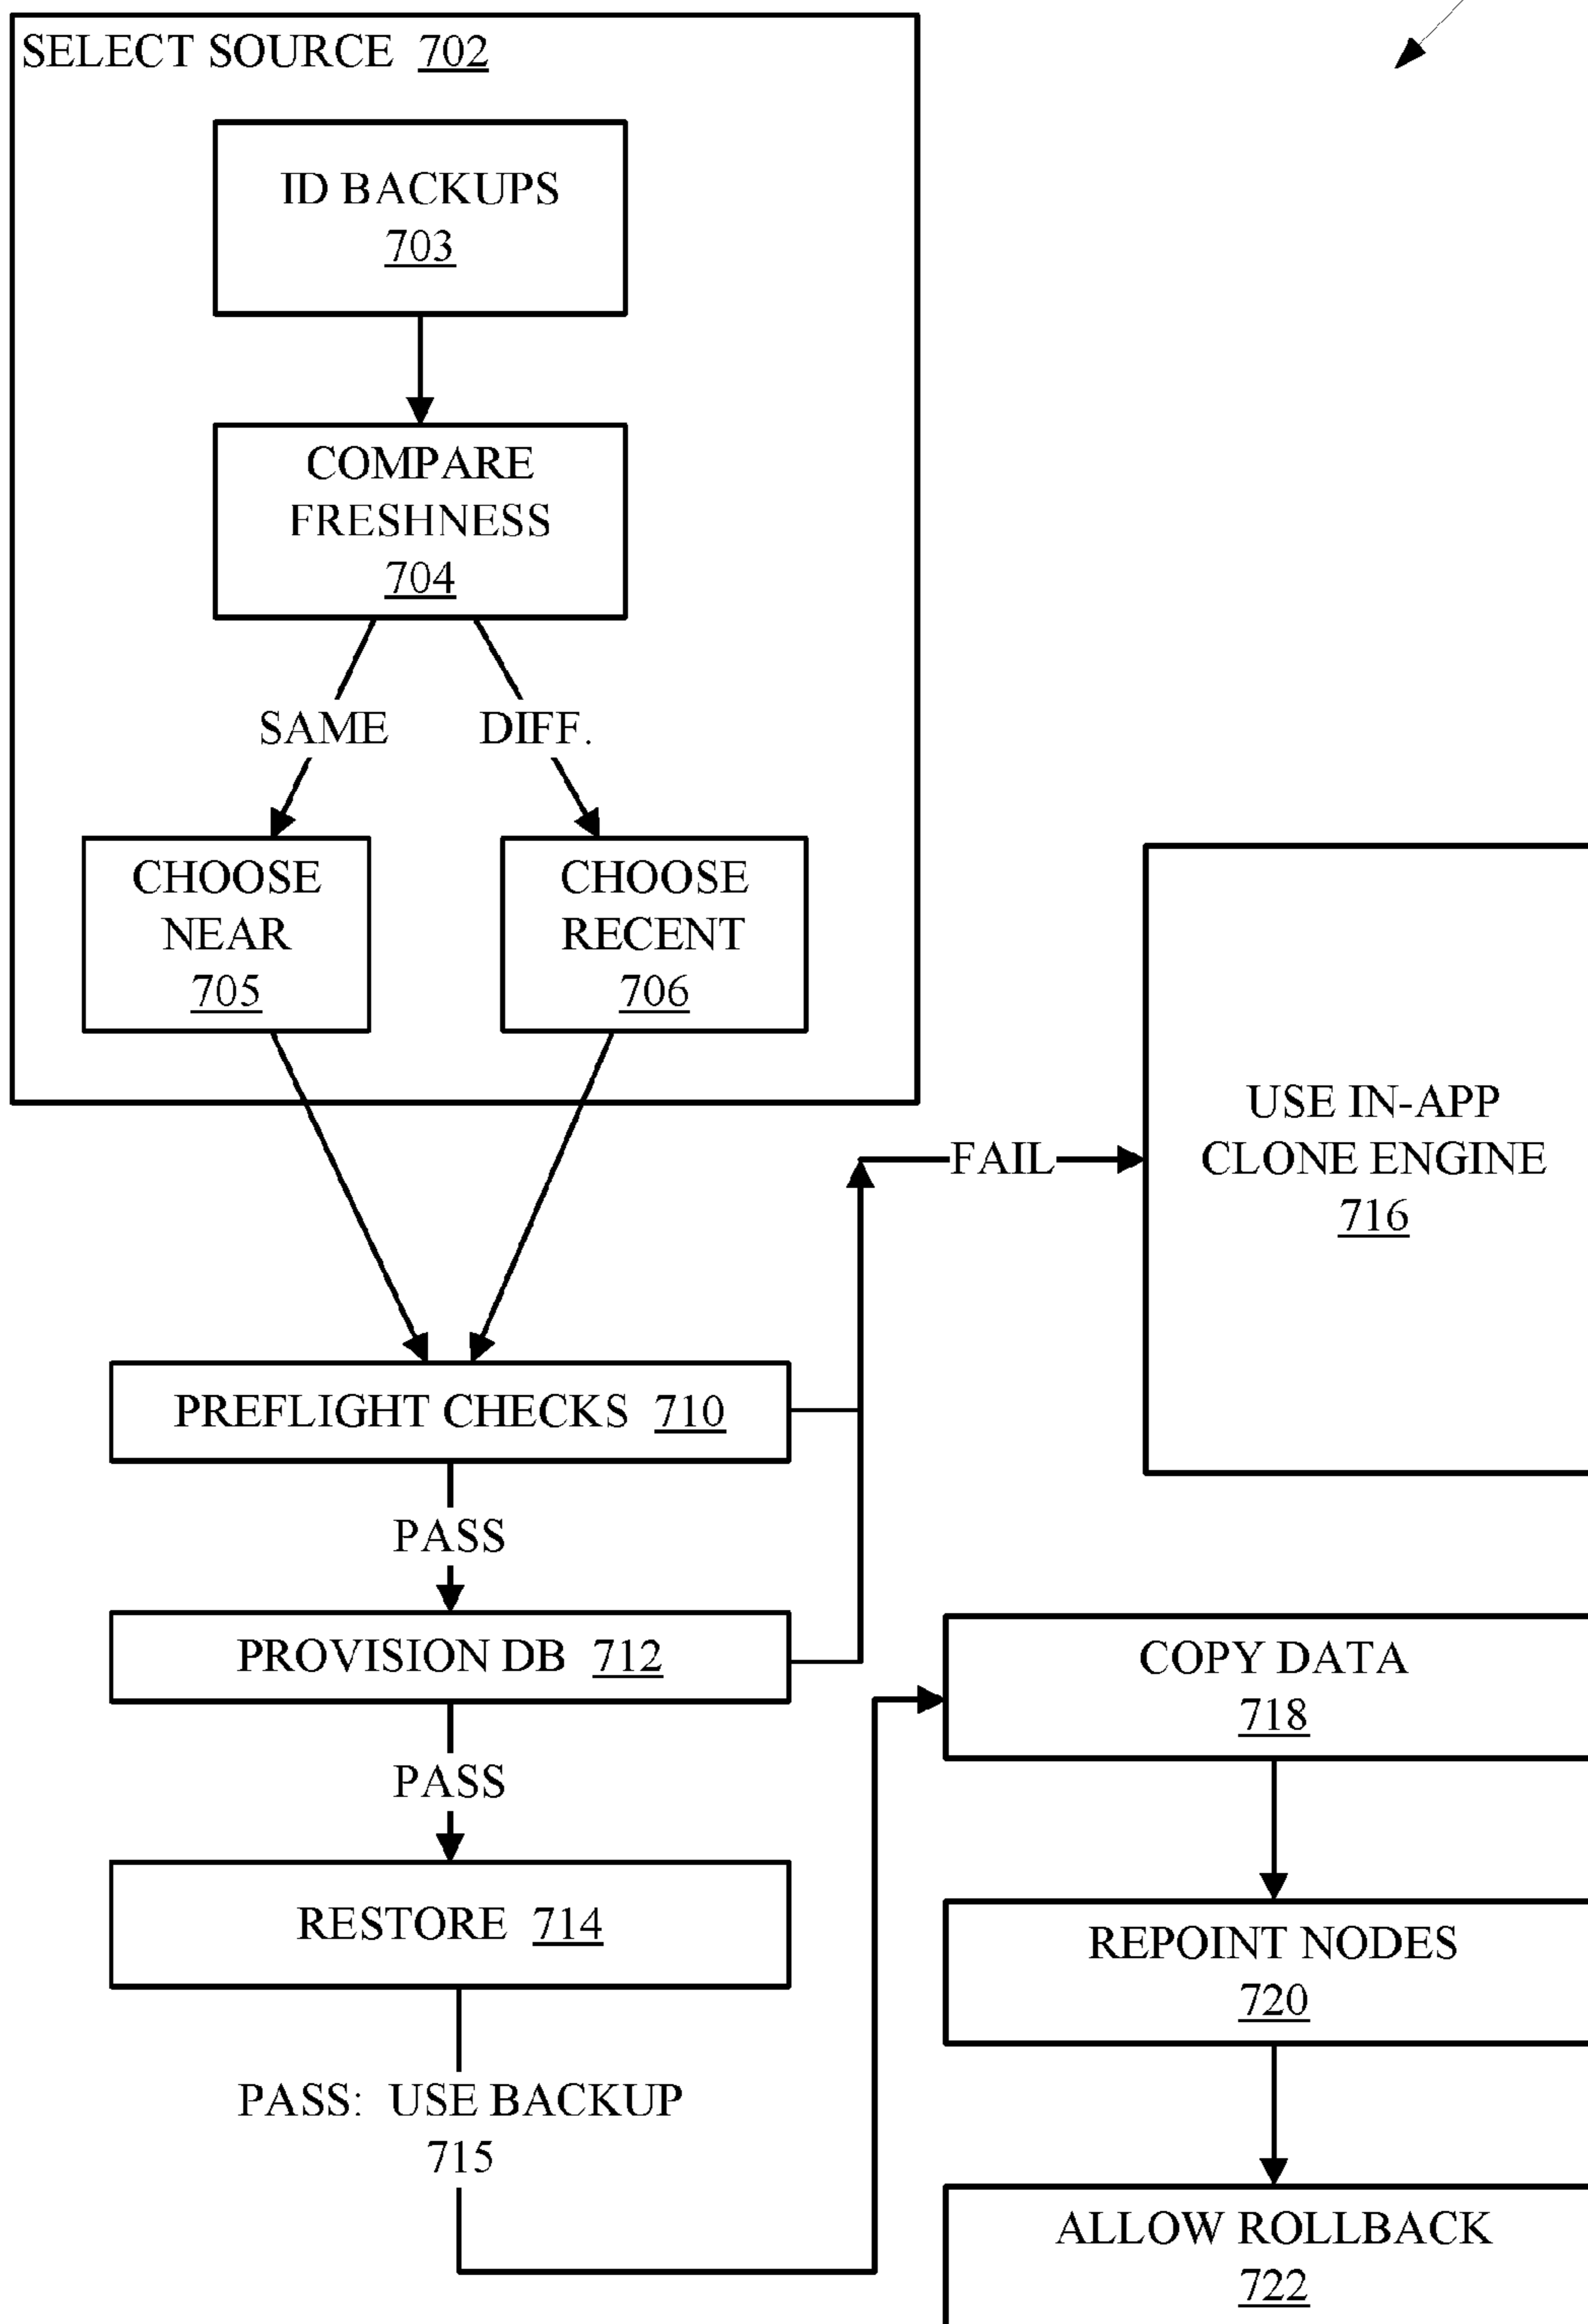 SELECT SOURCE 702
ID BACKUPS
703
COMPARE
FRESHNESS
704
SAME
DIFF.
CHOOSE
NEAR
705
CHOOSE
RECENT
706
FAIL
USE IN-APP
CLONE ENGINE
716
PREFLIGHT CHECKS 710
PASS
PROVISION DB 712
PASS
RESTORE 714
PASS: USE BACKUP
715
COPY DATA
718
REPOINT NODES
720
ALLOW ROLLBACK
722